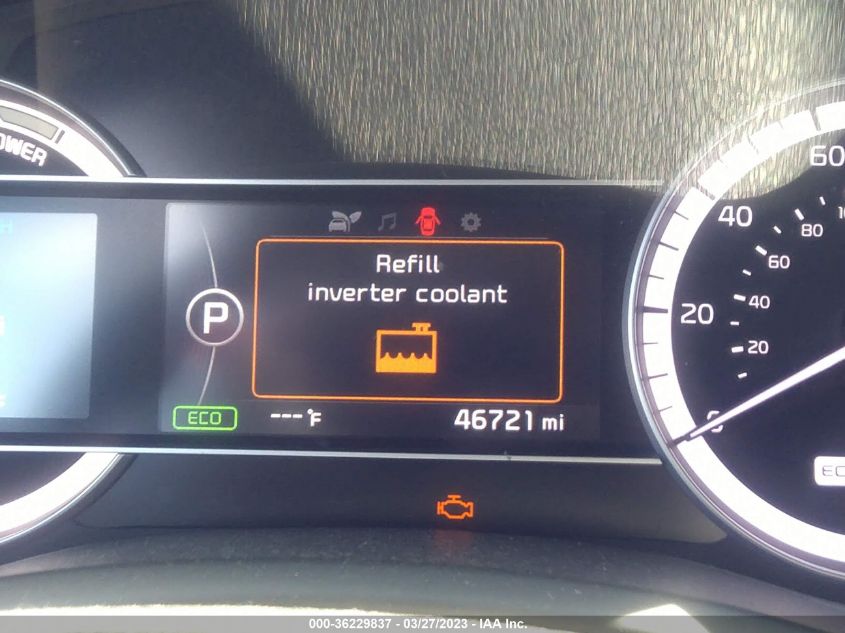 POWER
Refill
inverter coolant
P
ECO
--- °F
46721 mi
60
40
20
0
80
60
40
20
000-36229837 - 03/27/2023 - IAA Inc.